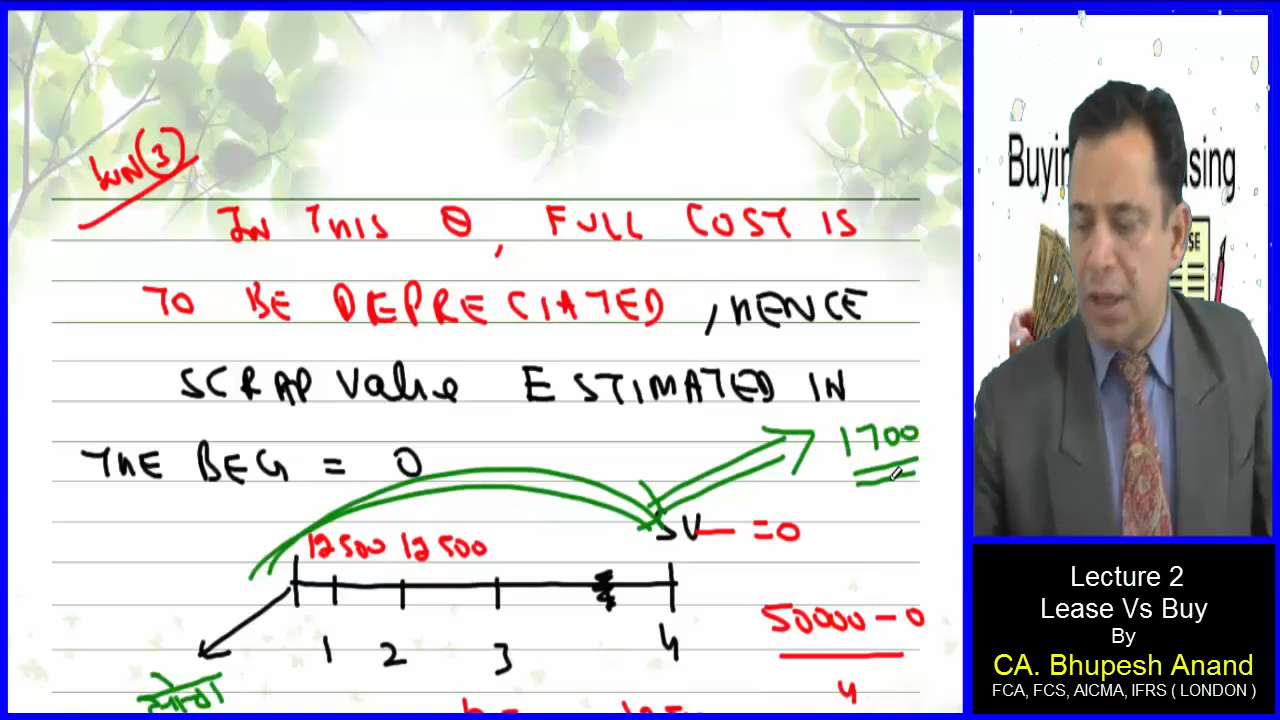 WN(3)
IN THIS Q, FULL COST IS
TO BE DEPRECIATED, HENCE
SCRAP Value ESTIMATED IN
THE BEG = 0
1700
SV = 0
12500 12500
50000 - 0
4
1 2 3 4
Lecture 2
Lease Vs Buy
By
CA. Bhupesh Anand
FCA, FCS, AICMA, IFRS ( LONDON )